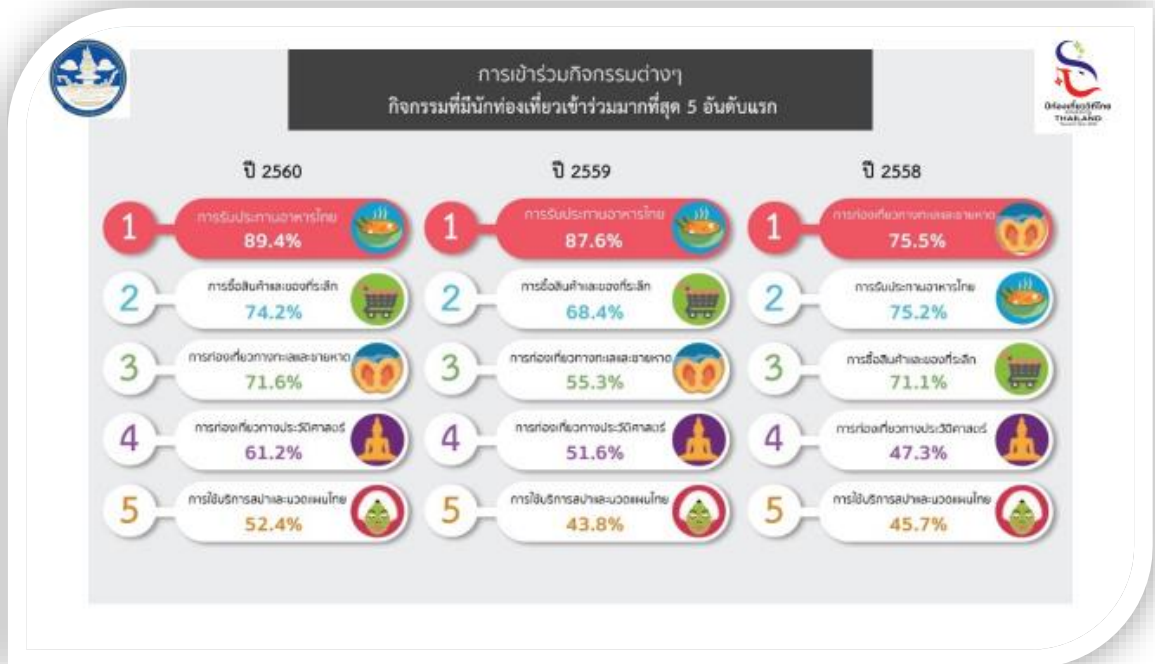 การเข้าร่วมกิจกรรมต่างๆ
กิจกรรมที่มีนักท่องเที่ยวเข้าร่วมมากที่สุด 5 อันดับแรก
ปี 2560
1
การรับประทานอาหารไทย
89.4%
2
การซื้อสินค้าและของที่ระลึก
74.2%
3
การท่องเที่ยวทางทะเลและชายหาด
71.6%
4
การท่องเที่ยวทางประวัติศาสตร์
61.2%
5
การใช้บริการสปาและนวดแผนไทย
52.4%
ปี 2559
1
การรับประทานอาหารไทย
87.6%
2
การซื้อสินค้าและของที่ระลึก
68.4%
3
การท่องเที่ยวทางทะเลและชายหาด
55.3%
4
การท่องเที่ยวทางประวัติศาสตร์
51.6%
5
การใช้บริการสปาและนวดแผนไทย
43.8%
ปี 2558
1
การท่องเที่ยวทางทะเลและชายหาด
75.5%
2
การรับประทานอาหารไทย
75.2%
3
การซื้อสินค้าและของที่ระลึก
71.1%
4
การท่องเที่ยวทางประวัติศาสตร์
47.3%
5
การใช้บริการสปาและนวดแผนไทย
45.7%
ปีท่องเที่ยววิถีไทย
THAILAND